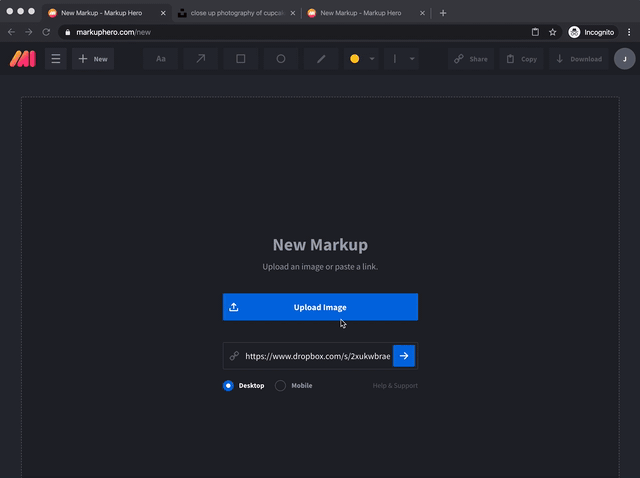 New Markup - Markup Hero
close up photography of cupca
New Markup - Markup Hero
markuphero.com/new
Incognito
New
Aa
Share
Copy
Download
J
New Markup
Upload an image or paste a link.
Upload Image
https://www.dropbox.com/s/2xukwbrae
Desktop
Mobile
Help & Support